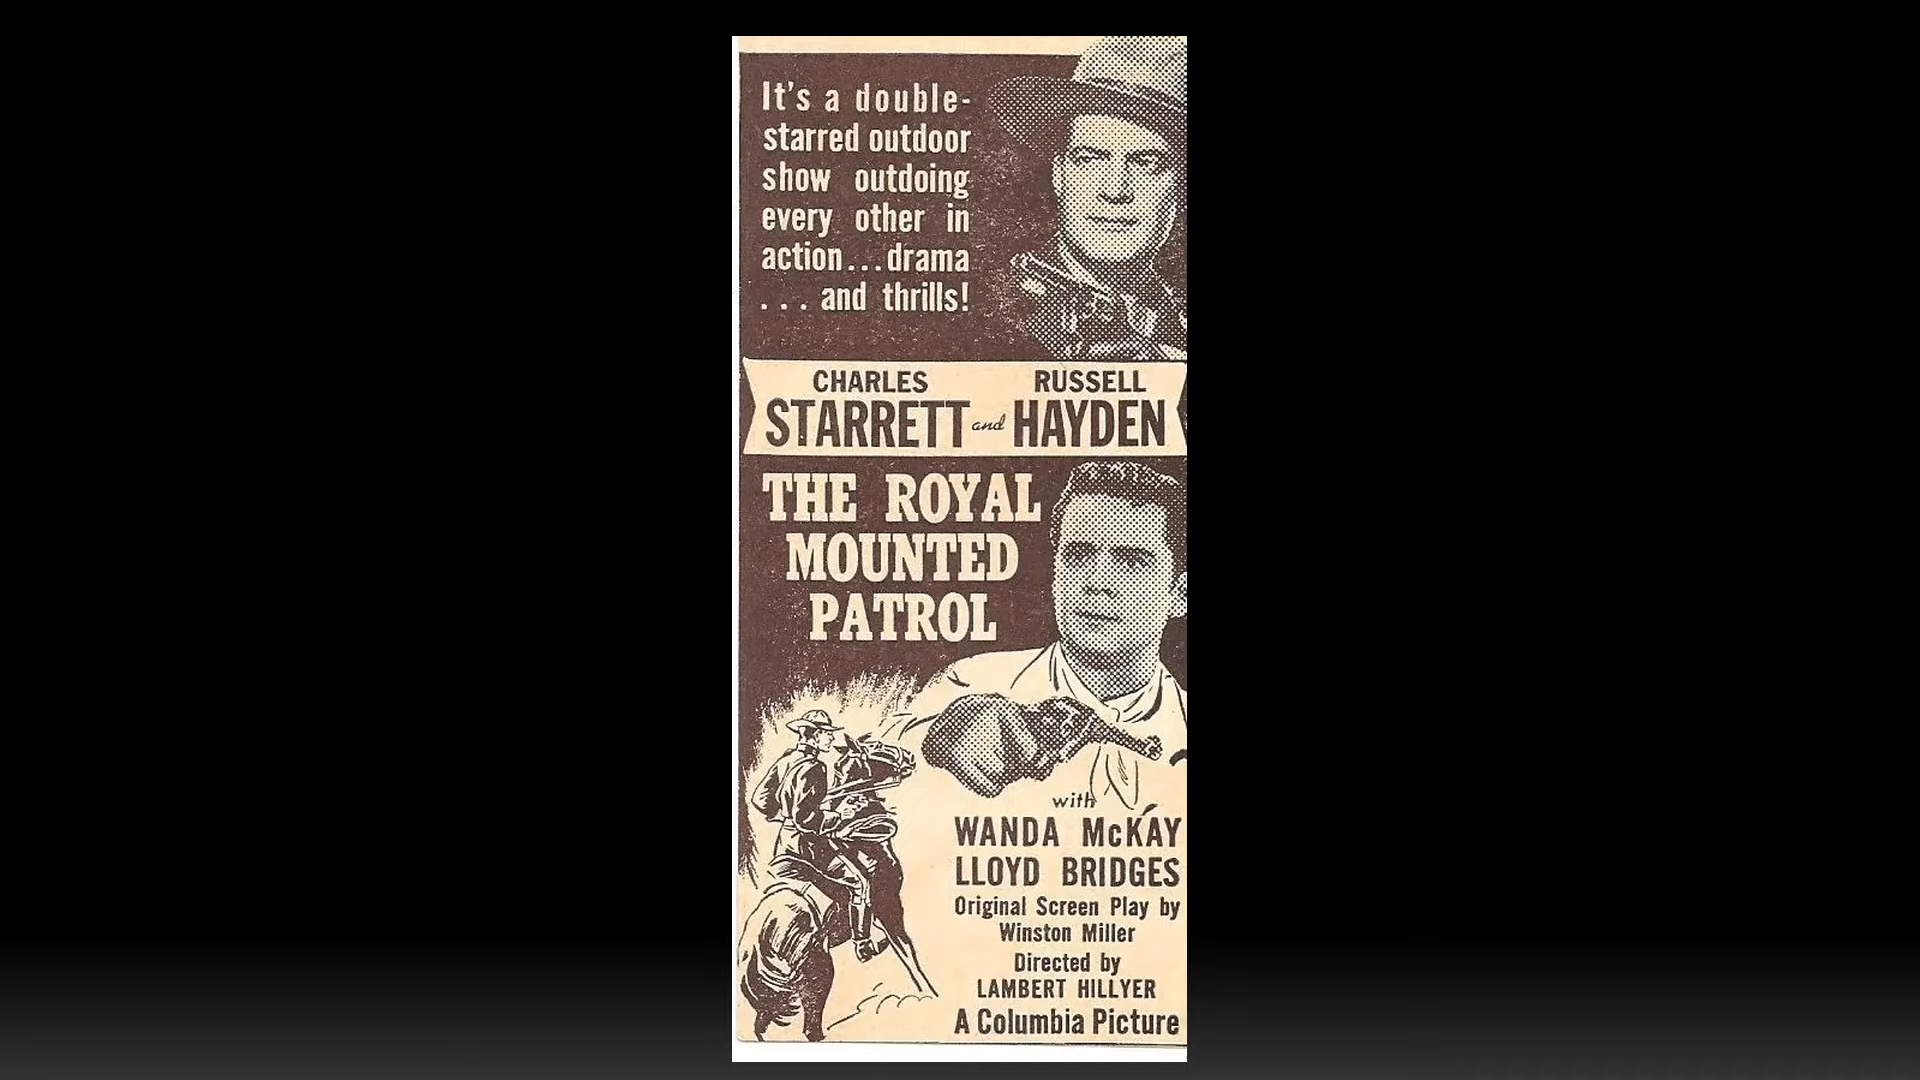 It's a double-
starred outdoor
show outdoing
every other in
action...drama
... and thrills!
CHARLES RUSSELL
STARRETT and HAYDEN
THE ROYAL
MOUNTED
PATROL
with
WANDA McKAY
LLOYD BRIDGES
Original Screen Play by
Winston Miller
Directed by
LAMBERT HILLYER
A Columbia Picture